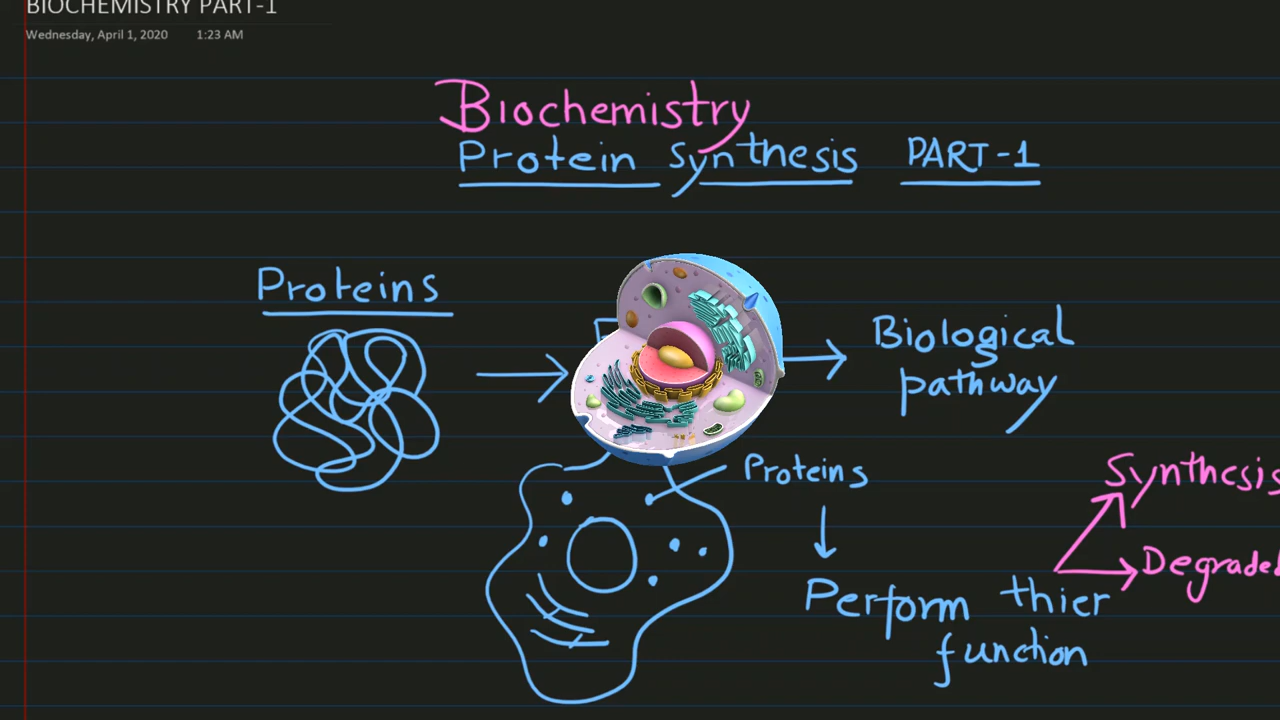 BIOCHEMISTRY PART-1
Wednesday, April 1, 2020 1:23 AM
Biochemistry
Protein Synthesis PART-1
Proteins
Biological
pathway
Proteins
Synthesis
Degraded
Perform thier
function